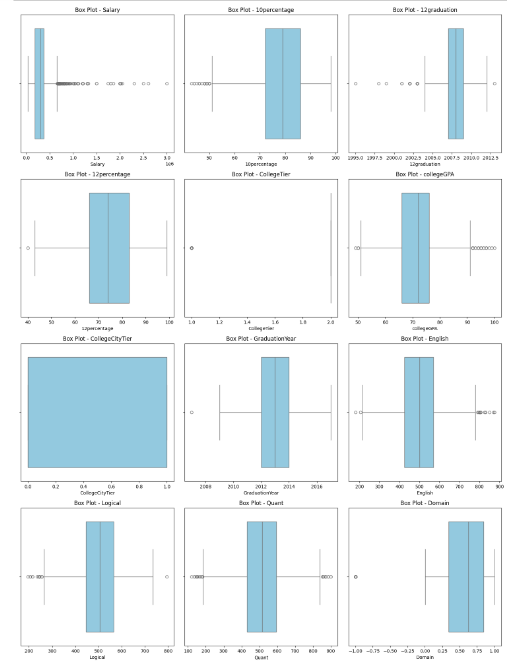 Box Plot - Salary
0.0 0.5 1.0 1.5 2.0 2.5 3.0
Salary
1e6
Box Plot - 10percentage
50 60 70 80 90 100
10percentage
Box Plot - 12graduation
1995.0 1997.5 2000.0 2002.5 2005.0 2007.5 2010.0 2012.5
12graduation
Box Plot - 12percentage
40 50 60 70 80 90 100
12percentage
Box Plot - CollegeTier
1.0 1.2 1.4 1.6 1.8 2.0
CollegeTier
Box Plot - collegeGPA
50 60 70 80 90 100
collegeGPA
Box Plot - CollegeCityTier
0.0 0.2 0.4 0.6 0.8 1.0
CollegeCityTier
Box Plot - GraduationYear
2008 2010 2012 2014 2016
GraduationYear
Box Plot - English
200 300 400 500 600 700 800 900
English
Box Plot - Logical
200 300 400 500 600 700 800
Logical
Box Plot - Quant
100 200 300 400 500 600 700 800 900
Quant
Box Plot - Domain
−1.00 −0.75 −0.50 −0.25 0.00 0.25 0.50 0.75 1.00
Domain